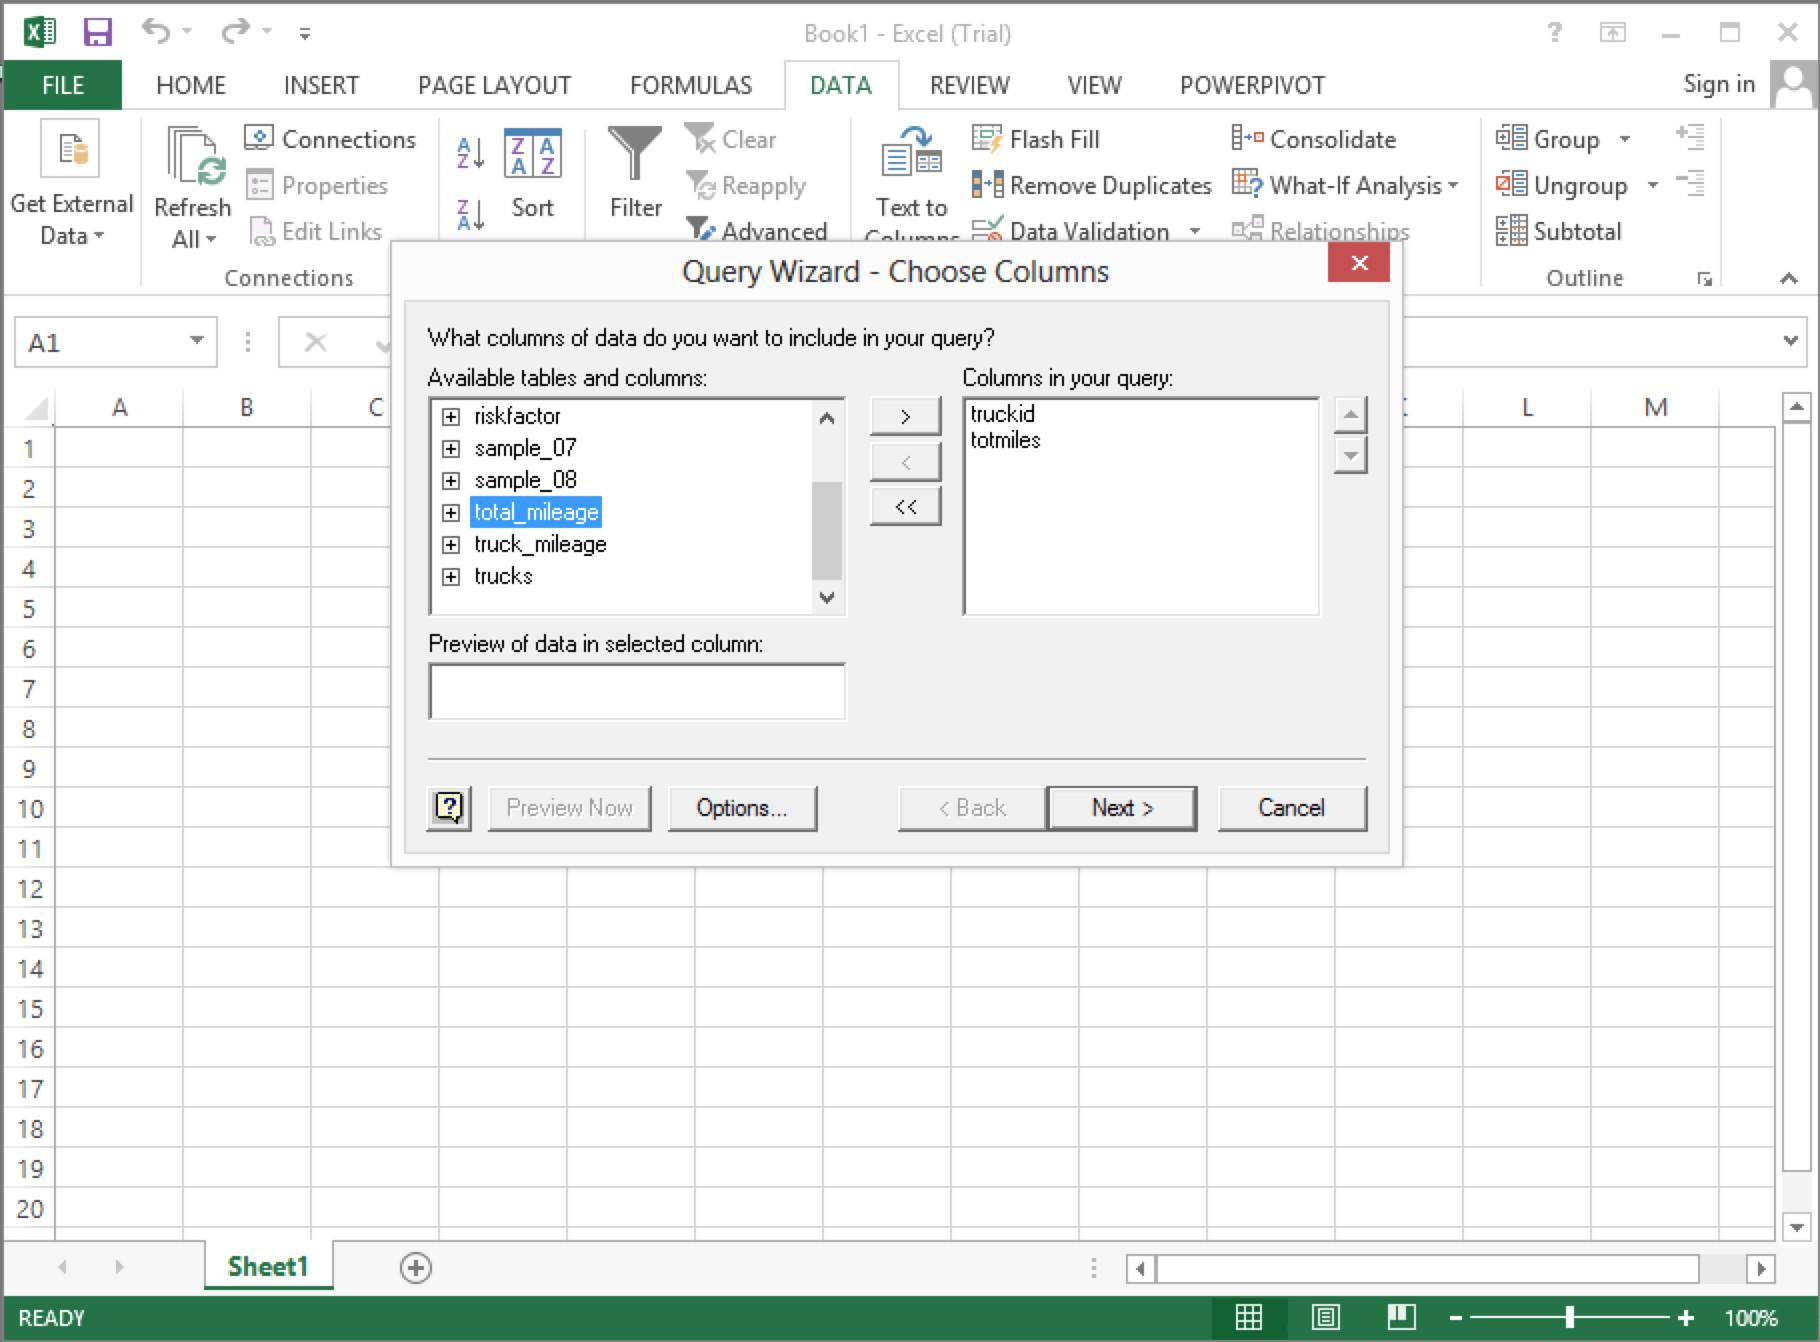 Book1 - Excel (Trial)
FILE HOME INSERT PAGE LAYOUT FORMULAS DATA REVIEW VIEW POWERPIVOT Sign in
Get External Data
Refresh All
Connections
Properties
Edit Links
Connections
Sort
Filter
Clear
Reapply
Advanced
Text to
Columns
Flash Fill
Remove Duplicates
Data Validation
Consolidate
What-If Analysis
Relationships
Group
Ungroup
Subtotal
Outline
A1
Query Wizard - Choose Columns
What columns of data do you want to include in your query?
Available tables and columns:
riskfactor
sample_07
sample_08
total_mileage
truck_mileage
trucks
>
<
<<
Columns in your query:
truckid
totmiles
Preview of data in selected column:
Preview Now
Options...
< Back
Next >
Cancel
A B C L M
1
2
3
4
5
6
7
8
9
10
11
12
13
14
15
16
17
18
19
20
Sheet1
READY
100%